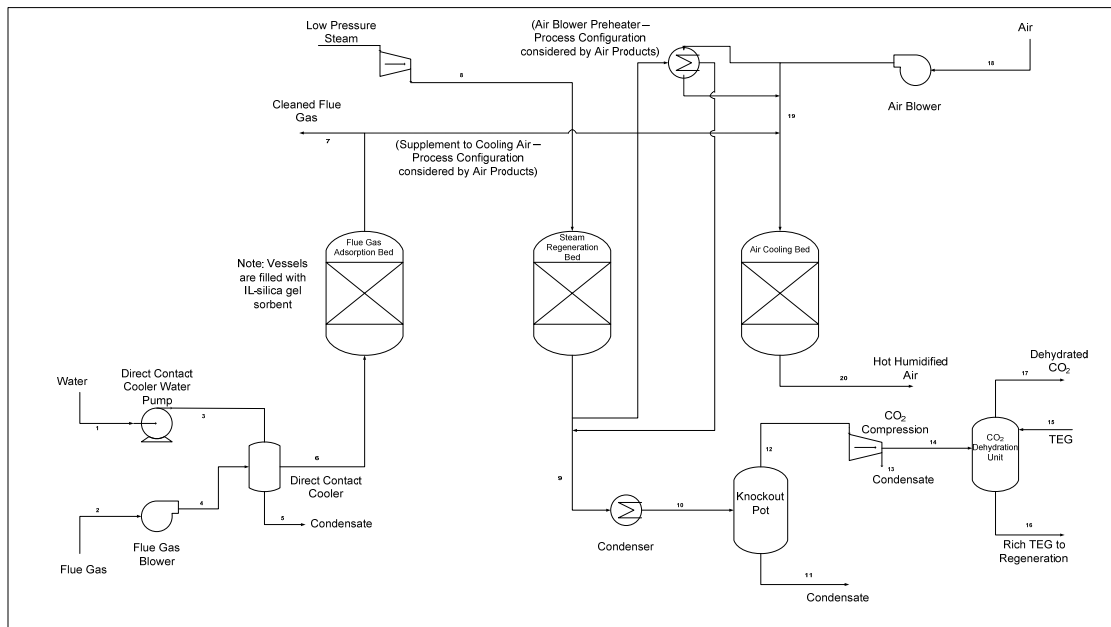 Low Pressure
Steam
8
(Air Blower Preheater—
Process Configuration
considered by Air Products)
Air
18
Air Blower
Cleaned Flue
Gas
7
(Supplement to Cooling Air—
Process Configuration
considered by Air Products)
19
Flue Gas
Adsorption Bed
Steam
Regeneration
Bed
Air Cooling Bed
Note: Vessels
are filled with
IL-silica gel
sorbent
Water
1
Direct Contact
Cooler Water
Pump
3
6
Direct Contact
Cooler
4
5
Condensate
2
Flue Gas
Flue Gas
Blower
20
Hot Humidified
Air
9
Condenser
10
Knockout
Pot
11
Condensate
12
CO2
Compression
13
Condensate
14
CO2
Dehydration
Unit
15
TEG
16
Rich TEG to
Regeneration
17
Dehydrated
CO2